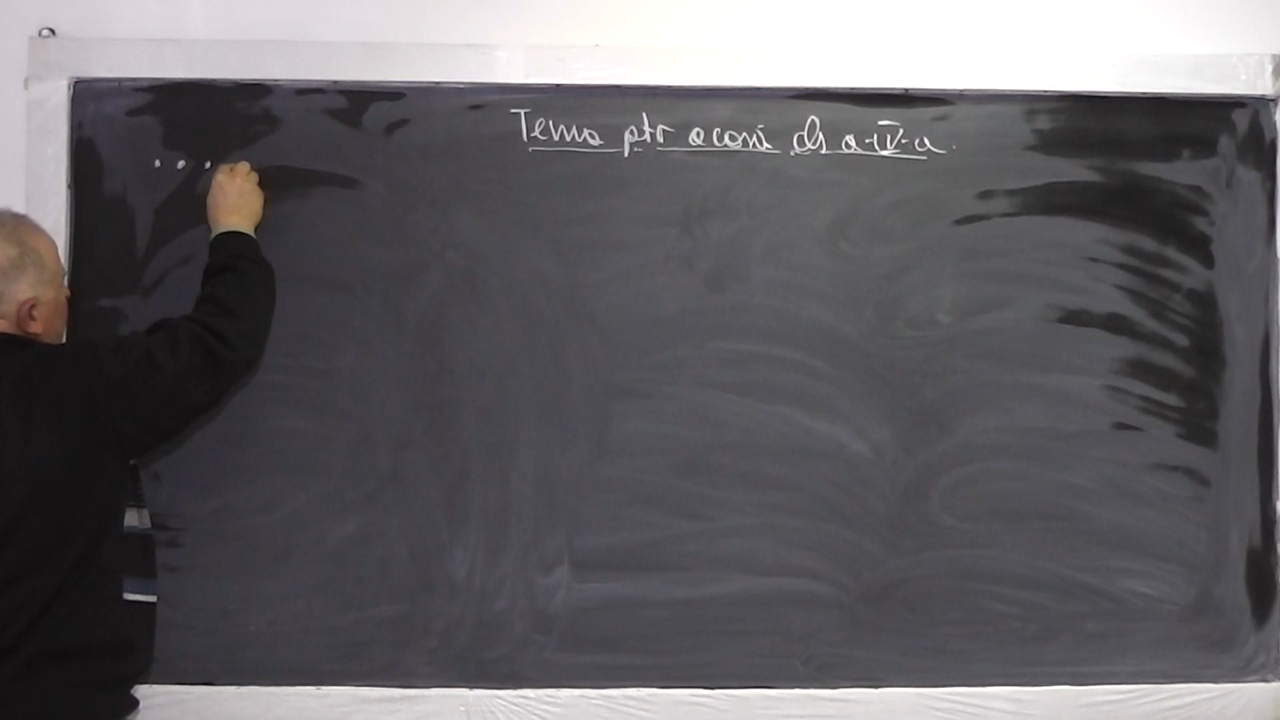 Tema ptr acasă cls a-IV-a.
....